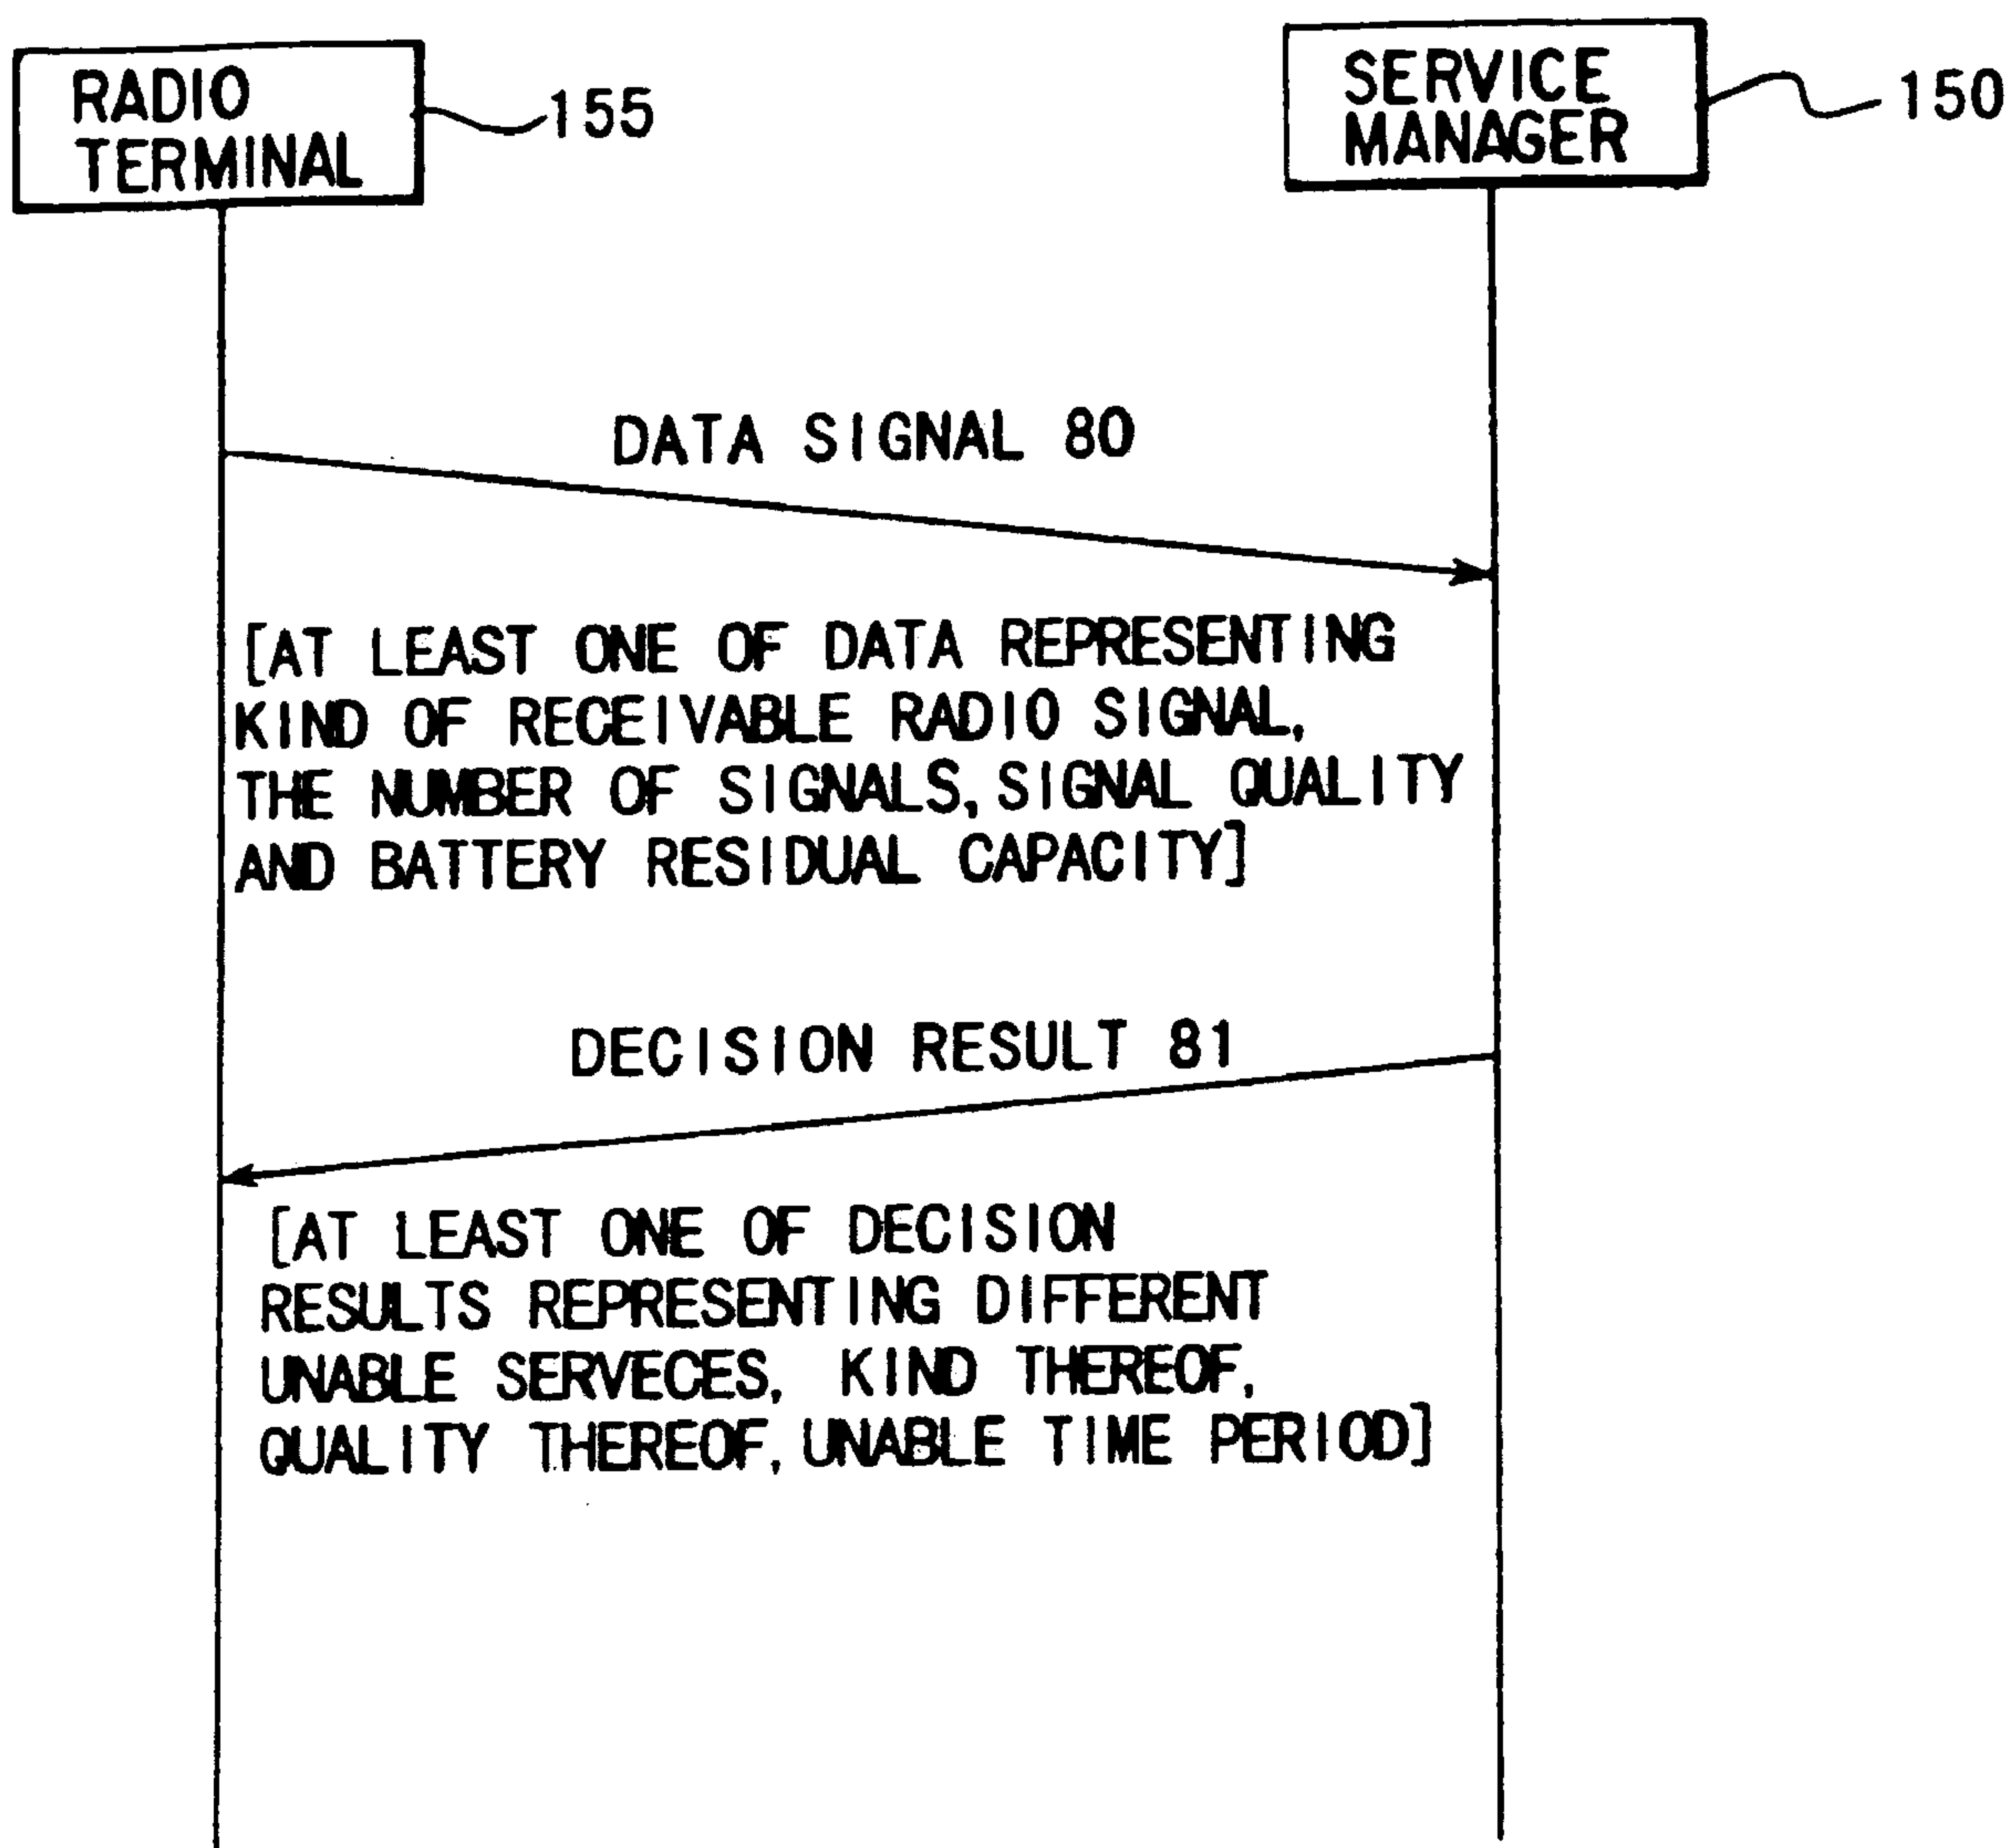 RADIO
TERMINAL
155
SERVICE
MANAGER
150
DATA SIGNAL 80
[AT LEAST ONE OF DATA REPRESENTING
KIND OF RECEIVABLE RADIO SIGNAL,
THE NUMBER OF SIGNALS, SIGNAL QUALITY
AND BATTERY RESIDUAL CAPACITY]
DECISION RESULT 81
[AT LEAST ONE OF DECISION
RESULTS REPRESENTING DIFFERENT
UNABLE SERVECES, KIND THEREOF,
QUALITY THEREOF, UNABLE TIME PERIOD]